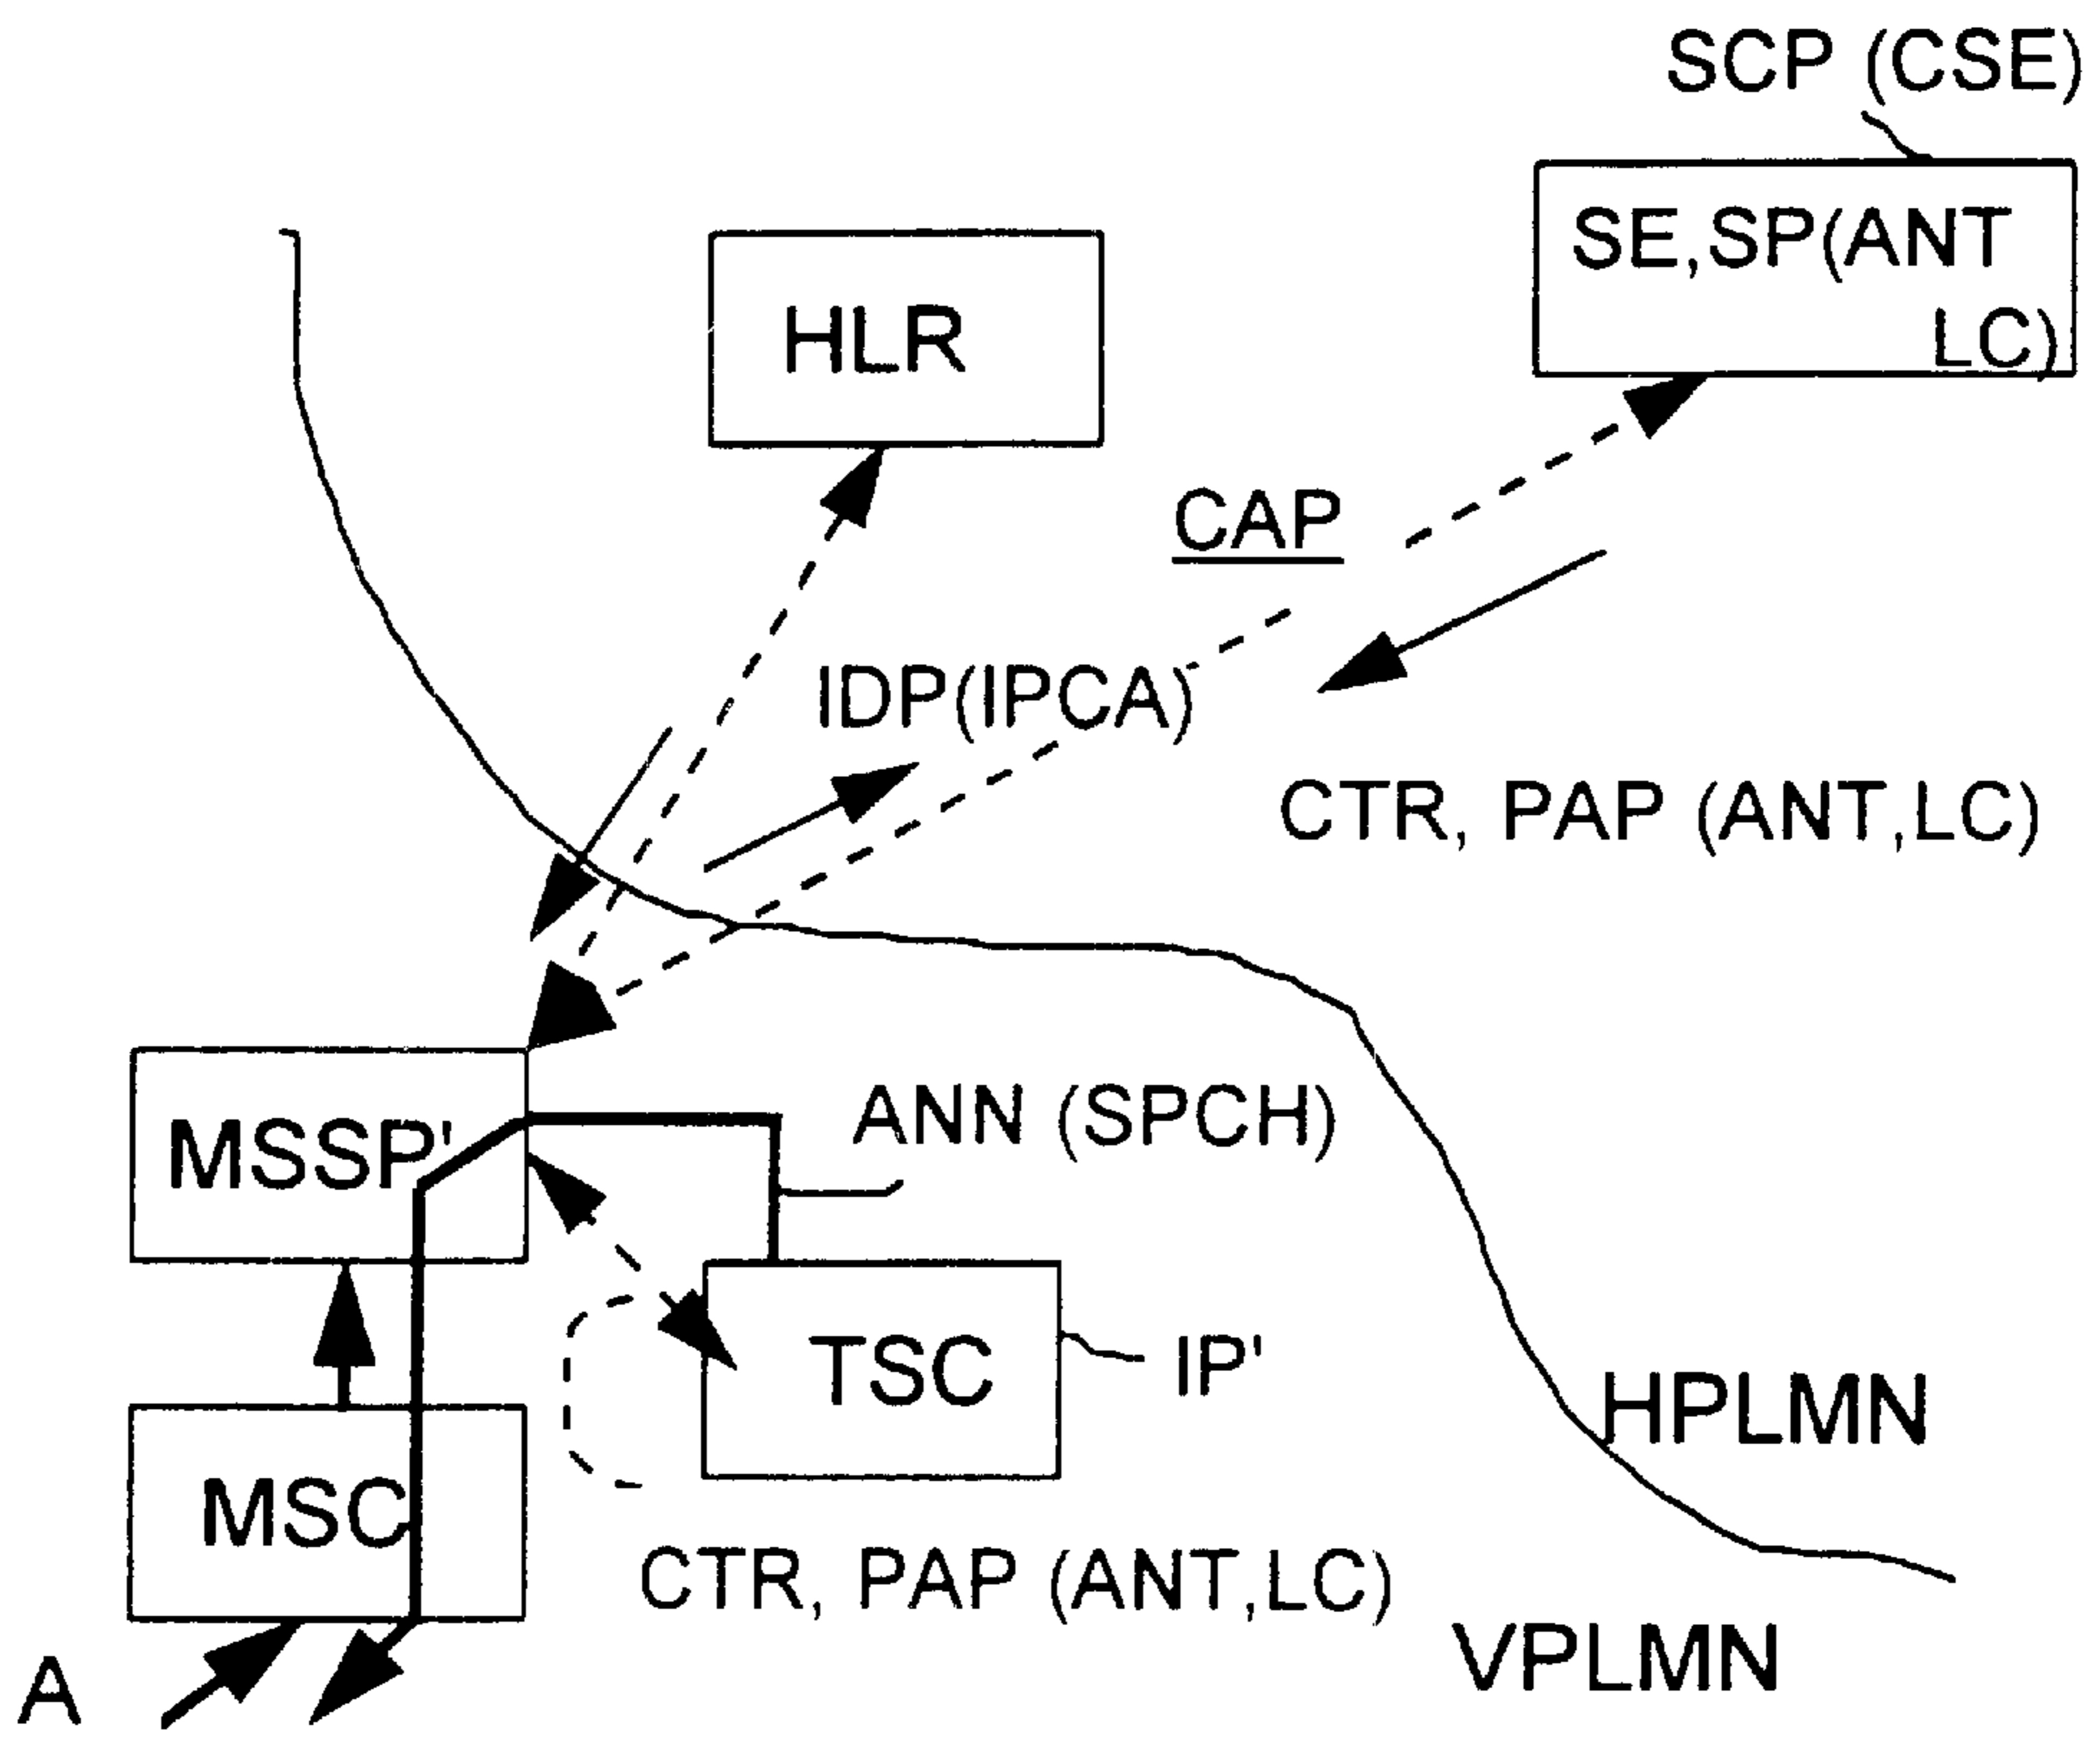 SCP (CSE)
SE,SP(ANT
LC)
HLR
CAP
IDP(IPCA)
CTR, PAP (ANT,LC)
MSSP'
ANN (SPCH)
TSC
IP'
HPLMN
MSC
CTR, PAP (ANT,LC)
VPLMN
A